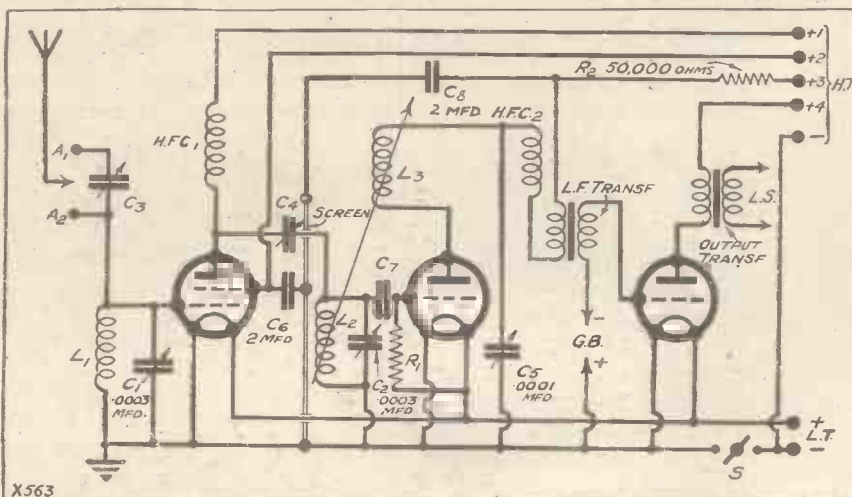 +1
+2
R2 50,000 OHMS
+3
H.T.
+4
-
C8
2 MFD
H.F.C.1
H.F.C.2
A1
C3
A2
C4
SCREEN
L3
L.F. TRANSF
L.S.
OUTPUT
TRANSF
C7
C6
2 MFD
L2
R1
L1
C1
.0003
MFD.
C2
.0003
MFD
C5
.0001
MFD
-
G.B.
+
+
L.T.
-
S
X563